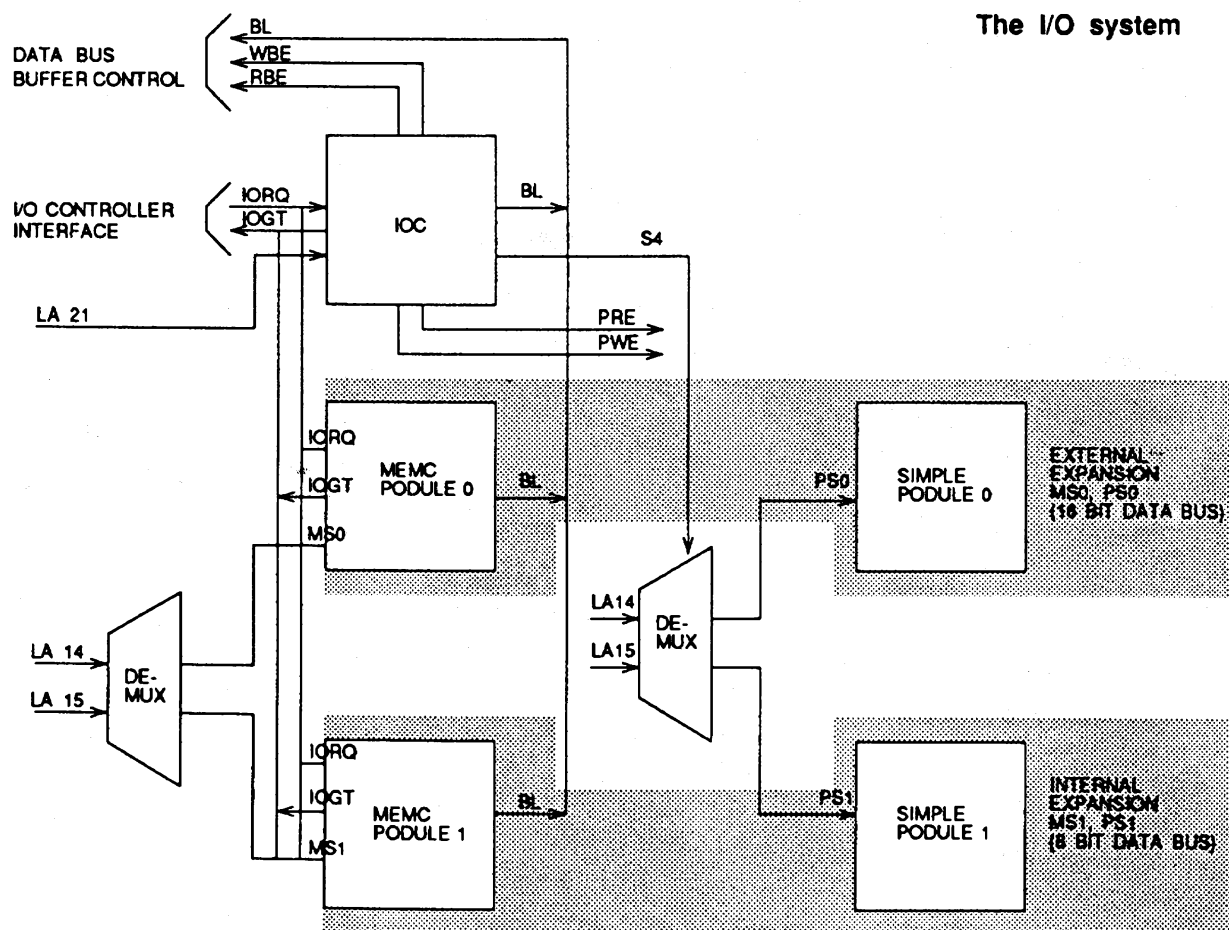 The I/O system
BL
DATA BUS
BUFFER CONTROL
WBE
RBE
I/O CONTROLLER
INTERFACE
IORQ
IOGT
IOC
BL
S4
LA 21
PRE
PWE
IORQ
IOGT
MS0
MEMC
PODULE 0
BL
PS0
SIMPLE
PODULE 0
EXTERNAL
EXPANSION
MS0, PS0
(16 BIT DATA BUS)
LA 14
LA 15
DE-
MUX
LA14
LA15
DE-
MUX
IORQ
IOGT
MS1
MEMC
PODULE 1
BL
PS1
SIMPLE
PODULE 1
INTERNAL
EXPANSION
MS1, PS1
(8 BIT DATA BUS)